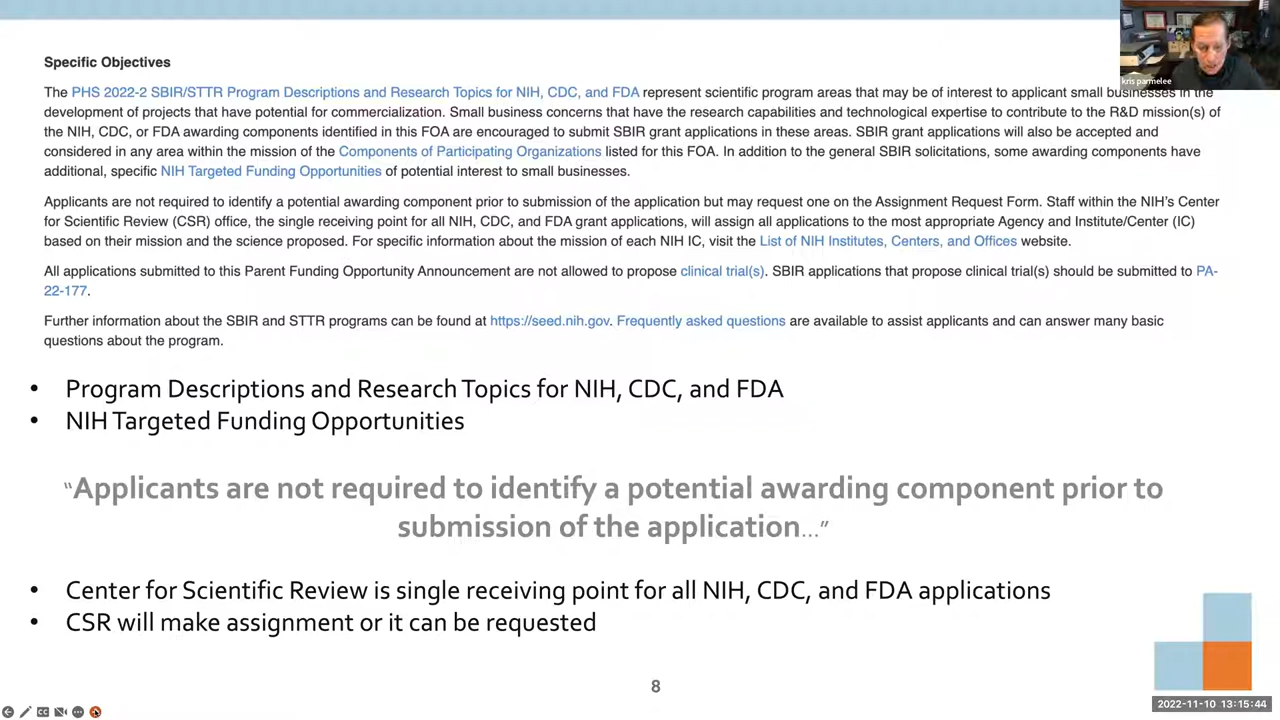 Specific Objectives
The PHS 2022-2 SBIR/STTR Program Descriptions and Research Topics for NIH, CDC, and FDA represent scientific program areas that may be of interest to applicant small businesses in the
development of projects that have potential for commercialization. Small business concerns that have the research capabilities and technological expertise to contribute to the R&D mission(s) of
the NIH, CDC, or FDA awarding components identified in this FOA are encouraged to submit SBIR grant applications in these areas. SBIR grant applications will also be accepted and
considered in any area within the mission of the Components of Participating Organizations listed for this FOA. In addition to the general SBIR solicitations, some awarding components have
additional, specific NIH Targeted Funding Opportunities of potential interest to small businesses.
Applicants are not required to identify a potential awarding component prior to submission of the application but may request one on the Assignment Request Form. Staff within the NIH's Center
for Scientific Review (CSR) office, the single receiving point for all NIH, CDC, and FDA grant applications, will assign all applications to the most appropriate Agency and Institute/Center (IC)
based on their mission and the science proposed. For specific information about the mission of each NIH IC, visit the List of NIH Institutes, Centers, and Offices website.
All applications submitted to this Parent Funding Opportunity Announcement are not allowed to propose clinical trial(s). SBIR applications that propose clinical trial(s) should be submitted to PA-
22-177.
Further information about the SBIR and STTR programs can be found at https://seed.nih.gov. Frequently asked questions are available to assist applicants and can answer many basic
questions about the program.
• Program Descriptions and Research Topics for NIH, CDC, and FDA
• NIH Targeted Funding Opportunities
“Applicants are not required to identify a potential awarding component prior to
submission of the application...”
• Center for Scientific Review is single receiving point for all NIH, CDC, and FDA applications
• CSR will make assignment or it can be requested
8
kris parmelee
2022-11-10 13:15:44